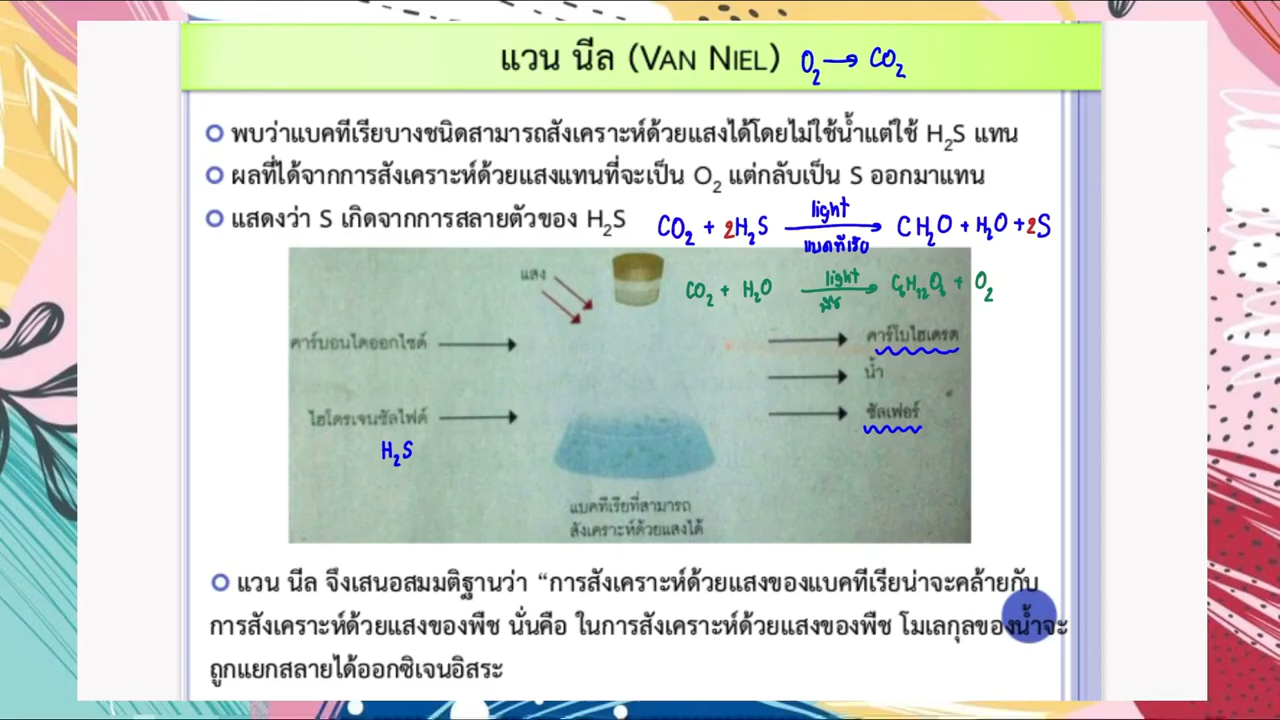 แวน นีล (VAN NIEL) O₂ → CO₂
พบว่าแบคทีเรียบางชนิดสามารถสังเคราะห์ด้วยแสงได้โดยไม่ใช้น้ำแต่ใช้ H₂S แทน
ผลที่ได้จากการสังเคราะห์ด้วยแสงแทนที่จะเป็น O₂ แต่กลับเป็น S ออกมาแทน
แสดงว่า S เกิดจากการสลายตัวของ H₂S
CO₂ + 2H₂S light แบคทีเรีย → CH₂O + H₂O + 2S
แสง
CO₂ + H₂O light พืช → C₆H₁₂O₆ + O₂
คาร์บอนไดออกไซด์
คาร์โบไฮเดรต
น้ำ
ไฮโดรเจนซัลไฟด์
ซัลเฟอร์
H₂S
แบคทีเรียที่สามารถ
สังเคราะห์ด้วยแสงได้
แวน นีล จึงเสนอสมมติฐานว่า “การสังเคราะห์ด้วยแสงของแบคทีเรียน่าจะคล้ายกับ
การสังเคราะห์ด้วยแสงของพืช นั่นคือ ในการสังเคราะห์ด้วยแสงของพืช โมเลกุลของน้ำจะ
ถูกแยกสลายได้ออกซิเจนอิสระ